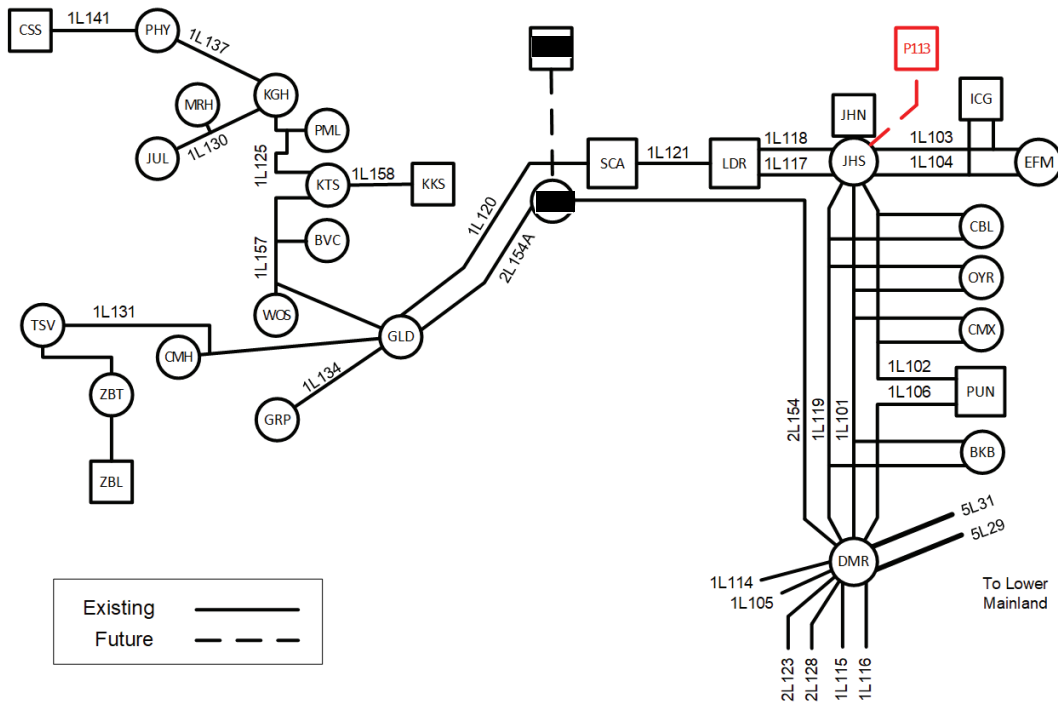 CSS
1L141
PHY
1L137
P113
MRH
KGH
JHN
ICG
JUL
1L130
PML
1L125
SCA
1L121
LDR
1L118
1L117
JHS
1L103
1L104
EFM
KTS
1L158
KKS
1L120
2L154A
1L157
BVC
CBL
OYR
TSV
1L131
CMH
WOS
GLD
CMX
1L102
1L106
PUN
ZBT
1L134
GRP
2L154
1L119
1L101
BKB
ZBL
5L31
5L29
DMR
1L114
1L105
To Lower
Mainland
Existing
Future
2L123
2L128
1L115
1L116